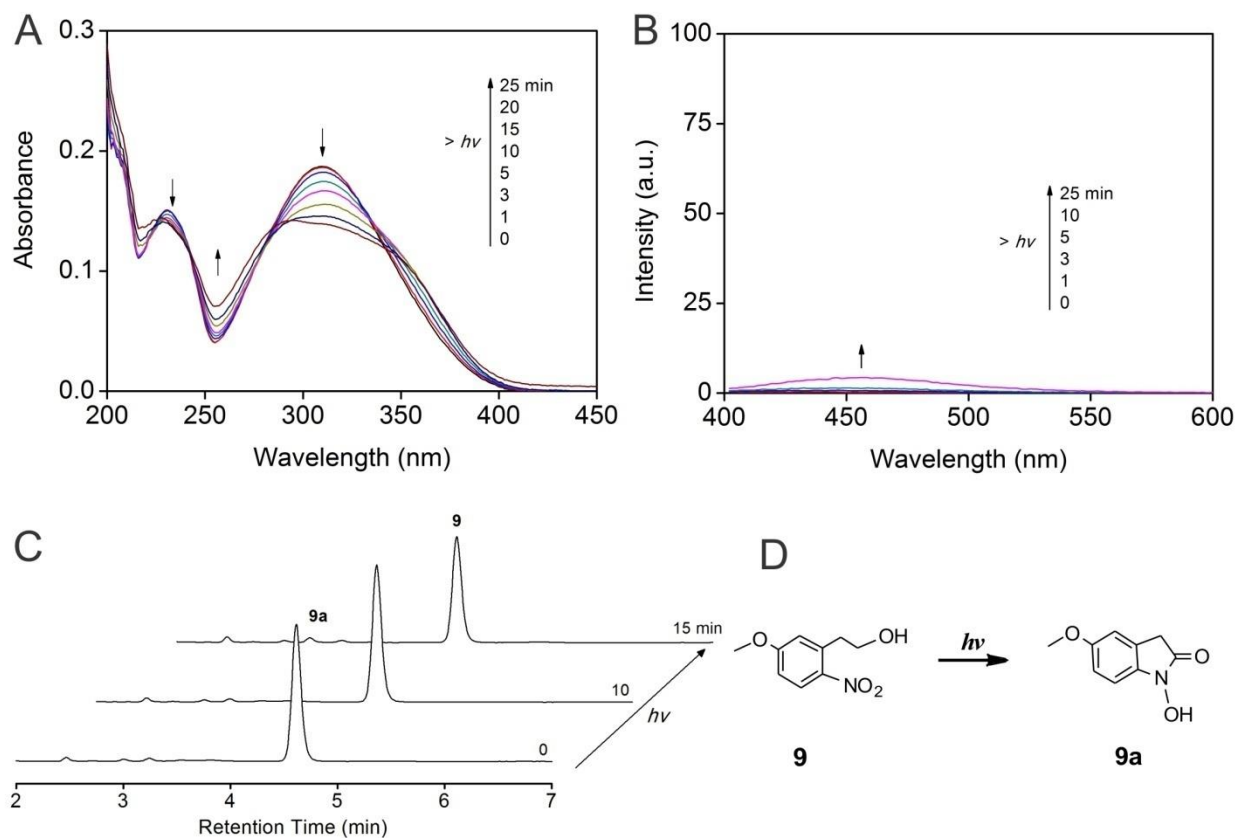 A
0.3
0.2
0.1
0.0
Absorbance
200 250 300 350 400 450
Wavelength (nm)
> hv
25 min
20
15
10
5
3
1
0
B
100
75
50
25
0
Intensity (a.u.)
400 450 500 550 600
Wavelength (nm)
> hv
25 min
10
5
3
1
0
C
9
9a
15 min
10
0
hv
2 3 4 5 6 7
Retention Time (min)
D
O
OH
NO2
9
hv
O
O
N
OH
9a